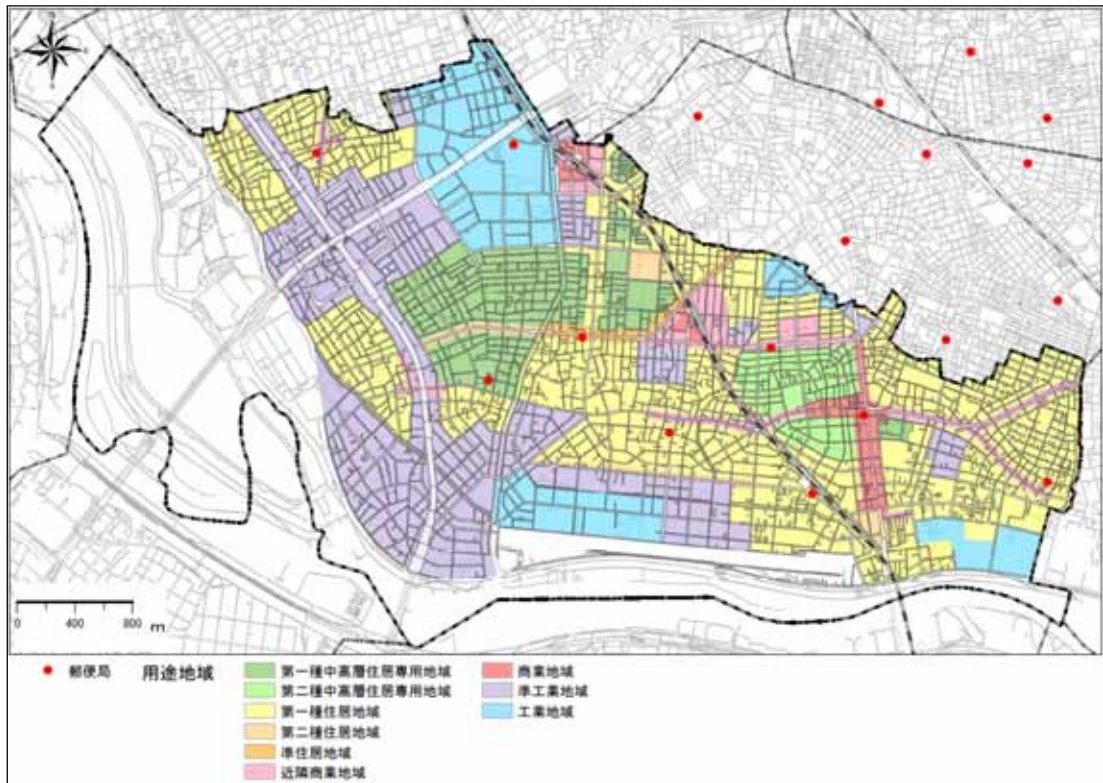 0 400 800 m
郵便局
用途地域
第一種中高層住居専用地域
第二種中高層住居専用地域
第一種住居地域
第二種住居地域
準住居地域
近隣商業地域
商業地域
準工業地域
工業地域